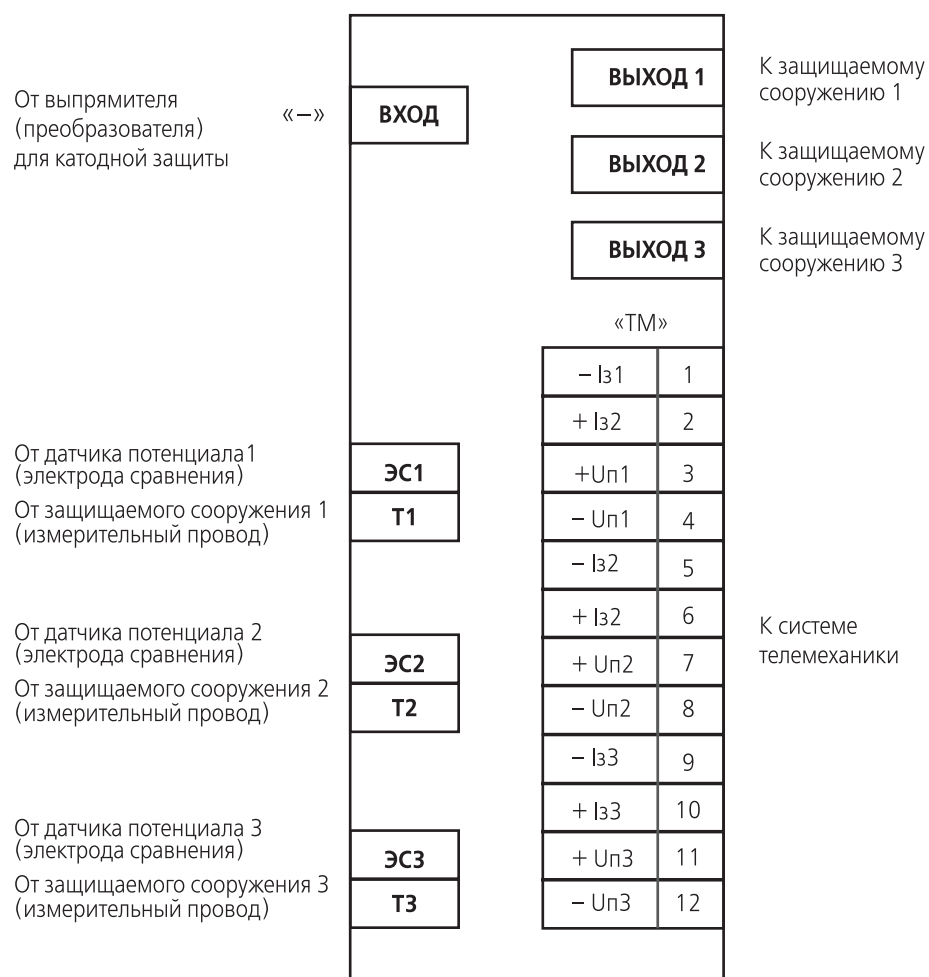 От выпрямителя
(преобразователя)
для катодной защиты
«–»
ВХОД
ВЫХОД 1
К защищаемому
сооружению 1
ВЫХОД 2
К защищаемому
сооружению 2
ВЫХОД 3
К защищаемому
сооружению 3
«ТМ»
– Iз1 1
+ Iз2 2
+Uп1 3
– Uп1 4
– Iз2 5
+ Iз2 6
+ Uп2 7
– Uп2 8
– Iз3 9
+ Iз3 10
+ Uп3 11
– Uп3 12
К системе
телемеханики
От датчика потенциала1
(электрода сравнения)
ЭС1
От защищаемого сооружения 1
(измерительный провод)
Т1
От датчика потенциала 2
(электрода сравнения)
ЭС2
От защищаемого сооружения 2
(измерительный провод)
Т2
От датчика потенциала 3
(электрода сравнения)
ЭС3
От защищаемого сооружения 3
(измерительный провод)
Т3